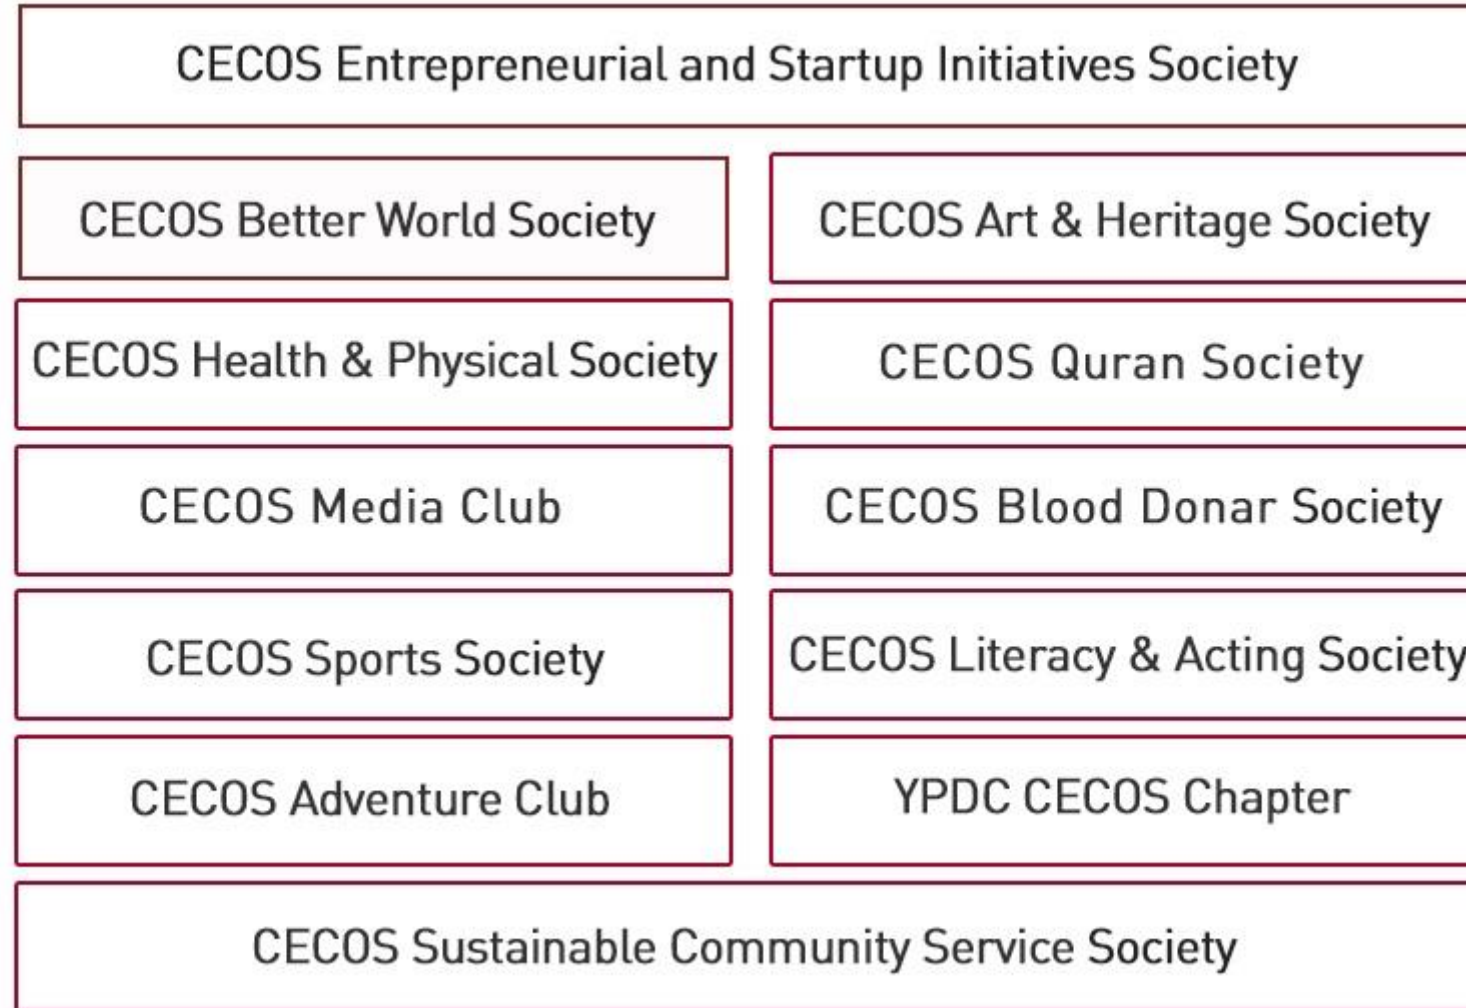 CECOS Entrepreneurial and Startup Initiatives Society
CECOS Better World Society
CECOS Art & Heritage Society
CECOS Health & Physical Society
CECOS Quran Society
CECOS Media Club
CECOS Blood Donar Society
CECOS Sports Society
CECOS Literacy & Acting Society
CECOS Adventure Club
YPDC CECOS Chapter
CECOS Sustainable Community Service Society